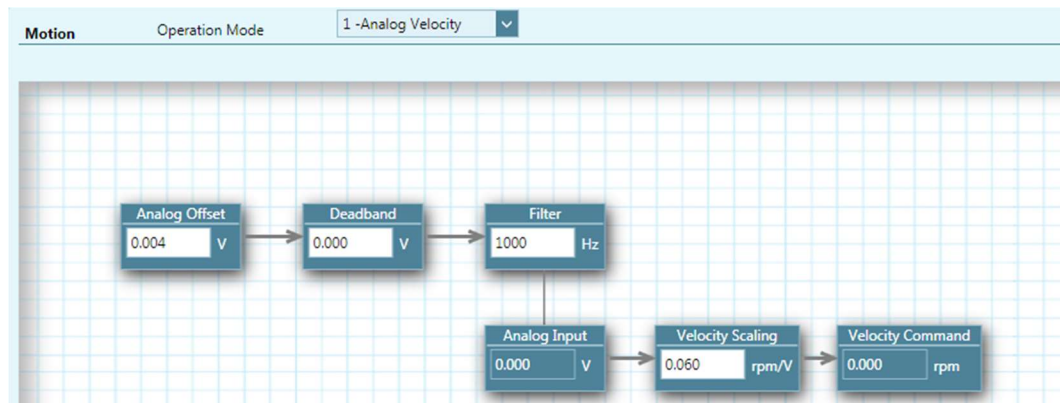 Motion Operation Mode 1 -Analog Velocity
Analog Offset Deadband Filter
0.004 V 0.000 V 1000 Hz
Analog Input Velocity Scaling Velocity Command
0.000 V 0.060 rpm/V 0.000 rpm